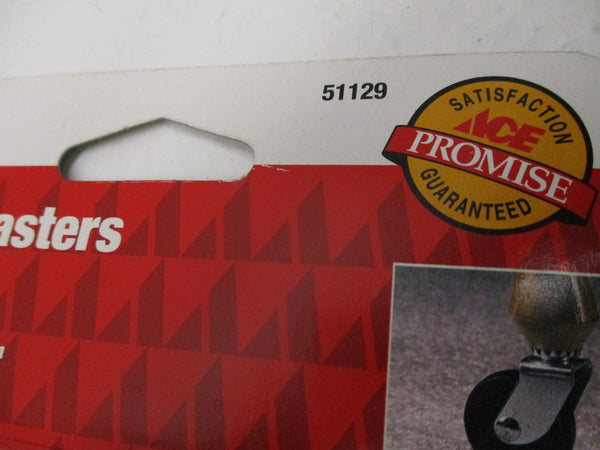 51129
SATISFACTION
ACE
PROMISE
GUARANTEED
asters